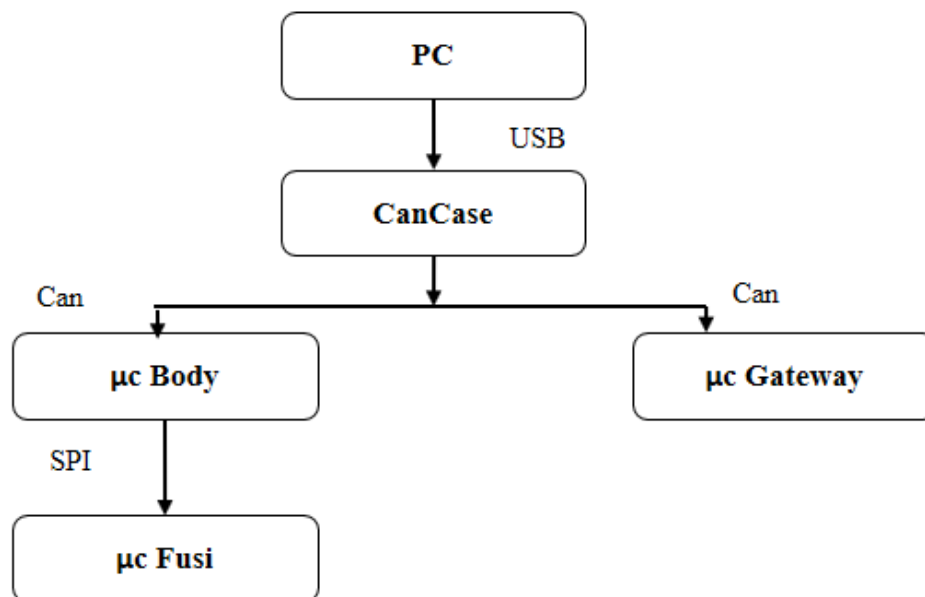 PC
USB
CanCase
Can
Can
µc Body
µc Gateway
SPI
µc Fusi